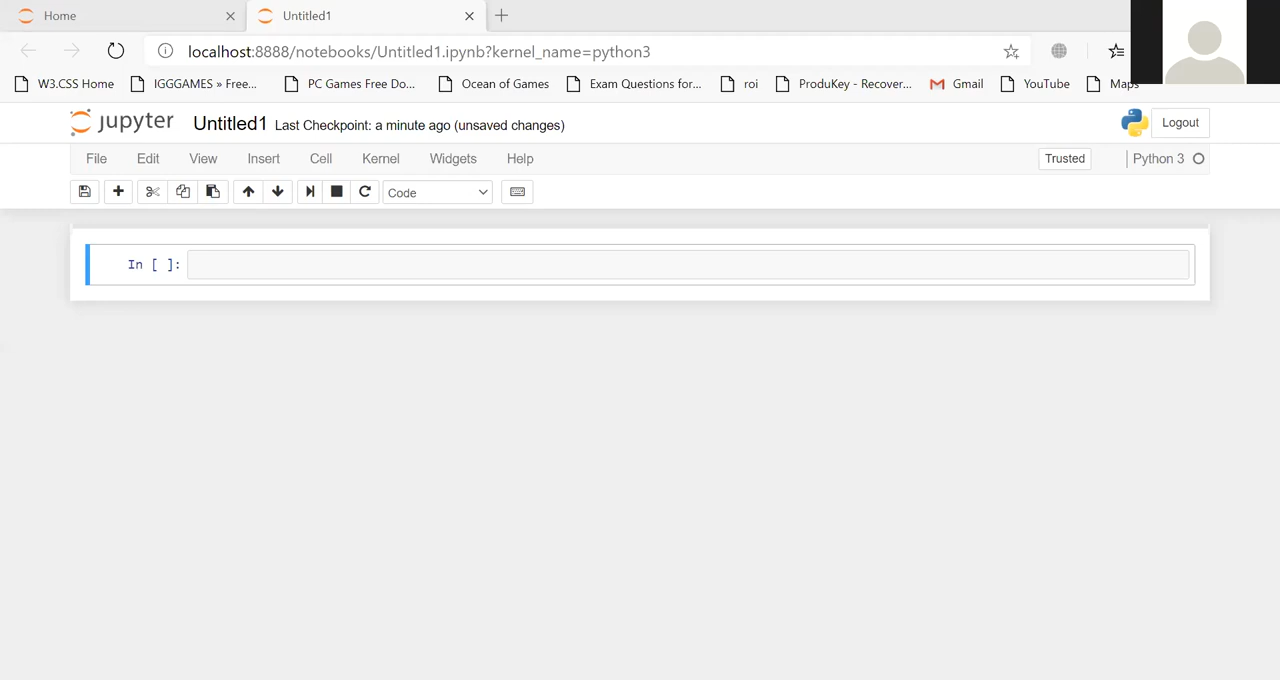 Home
Untitled1
localhost:8888/notebooks/Untitled1.ipynb?kernel_name=python3
W3.CSS Home IGGGAMES » Free... PC Games Free Do... Ocean of Games Exam Questions for... roi ProduKey - Recover... Gmail YouTube Maps
jupyter Untitled1 Last Checkpoint: a minute ago (unsaved changes) Logout
File Edit View Insert Cell Kernel Widgets Help Trusted Python 3
Code
In [ ]: